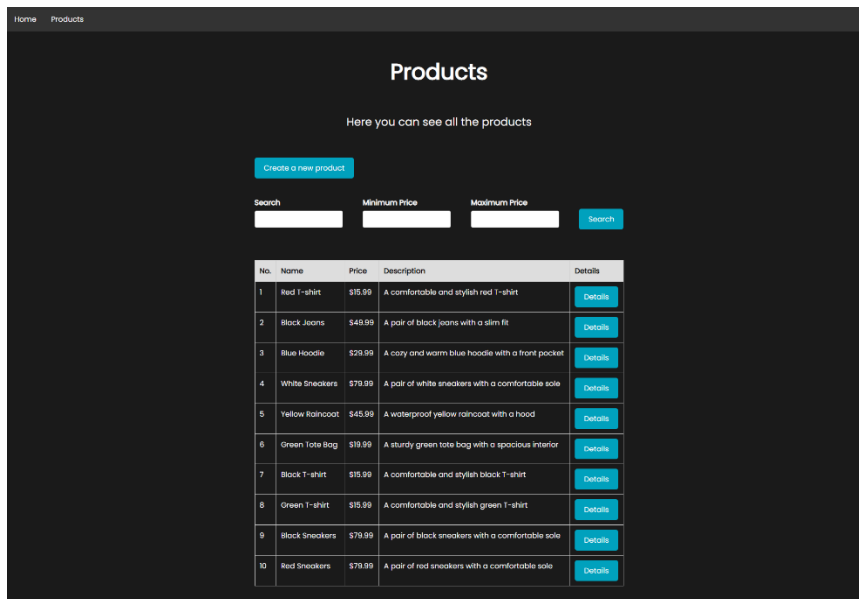 Home Products
Products
Here you can see all the products
Create a new product
Search Minimum Price Maximum Price
Search
No. Name Price Description Details
1 Red T-shirt $15.99 A comfortable and stylish red T-shirt Details
2 Black Jeans $49.99 A pair of black jeans with a slim fit Details
3 Blue Hoodie $29.99 A cozy and warm blue hoodie with a front pocket Details
4 White Sneakers $79.99 A pair of white sneakers with a comfortable sole Details
5 Yellow Raincoat $45.99 A waterproof yellow raincoat with a hood Details
6 Green Tote Bag $19.99 A sturdy green tote bag with a spacious interior Details
7 Black T-shirt $15.99 A comfortable and stylish black T-shirt Details
8 Green T-shirt $15.99 A comfortable and stylish green T-shirt Details
9 Black Sneakers $79.99 A pair of black sneakers with a comfortable sole Details
10 Red Sneakers $79.99 A pair of red sneakers with a comfortable sole Details